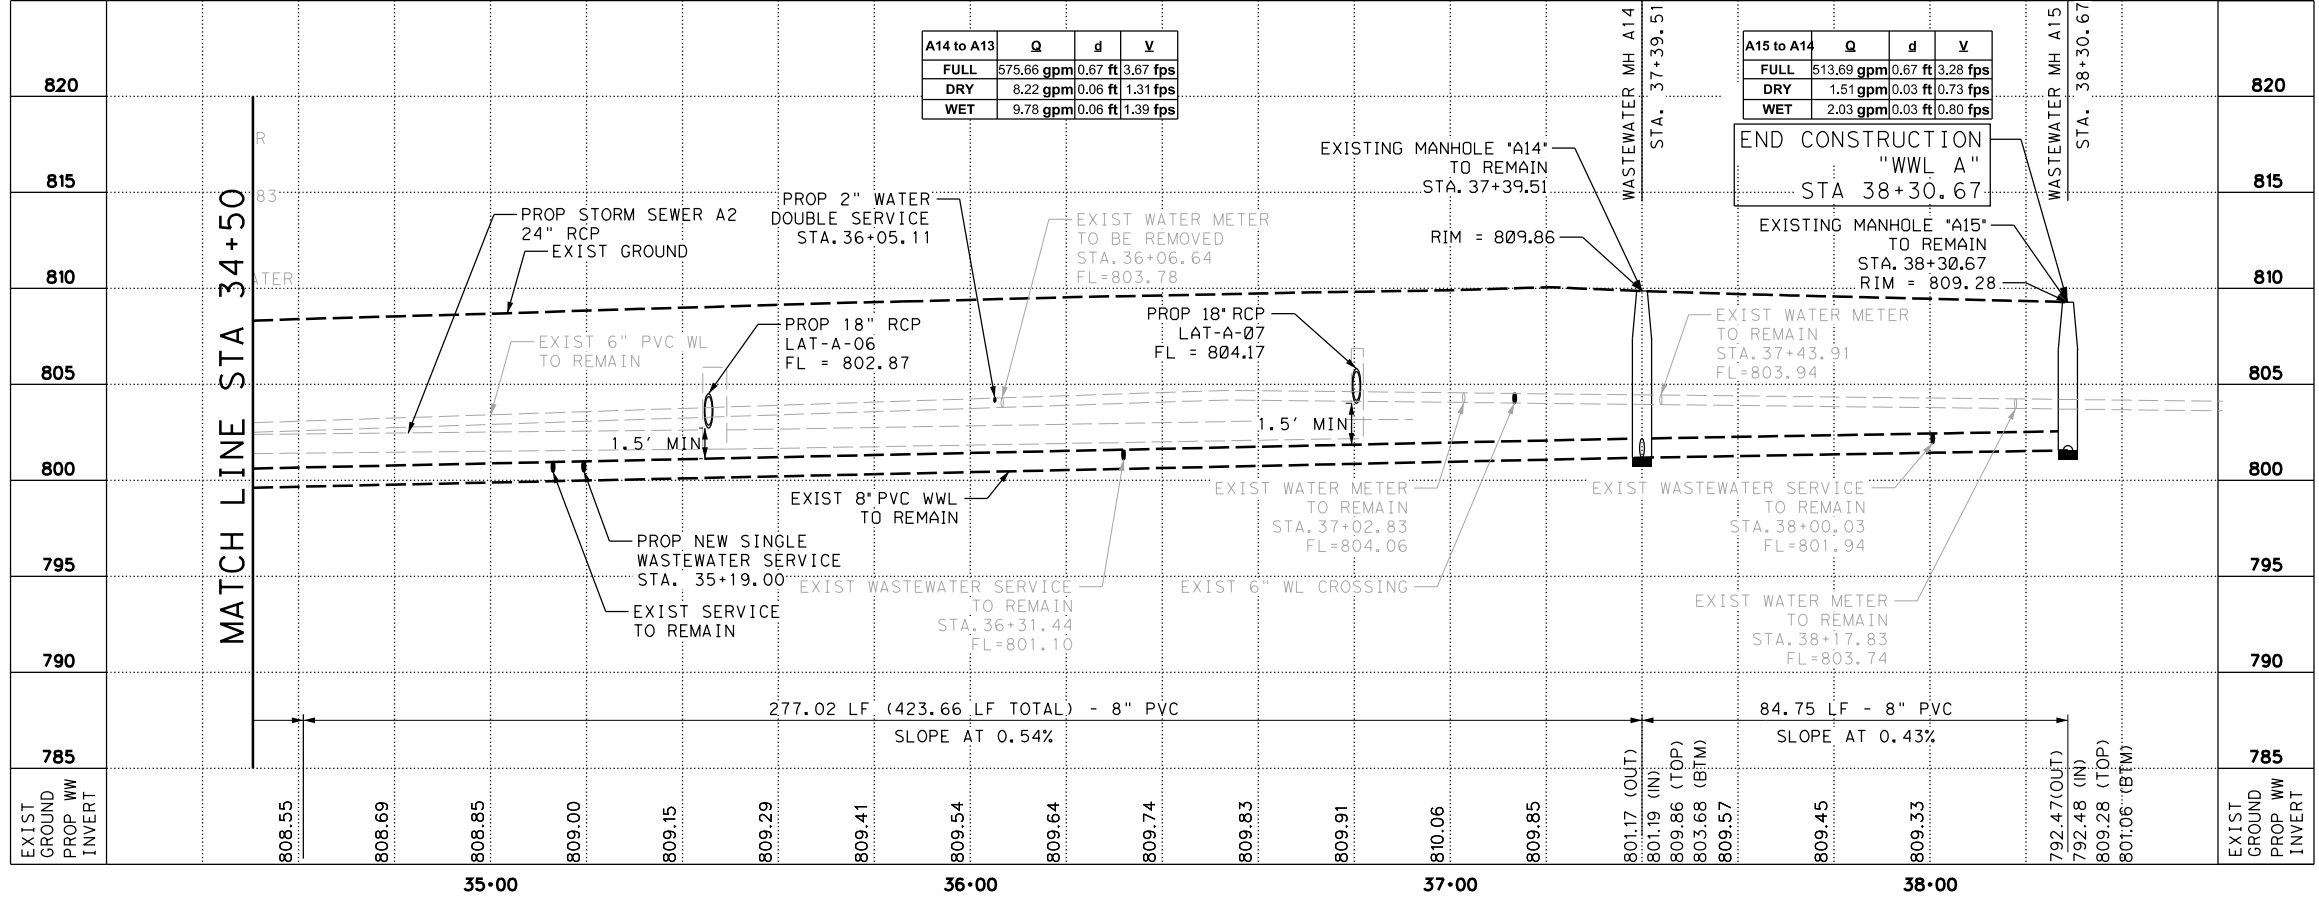 A14 to A13 Q d V
FULL 575.66 gpm 0.67 ft 3.67 fps
DRY 8.22 gpm 0.06 ft 1.31 fps
WET 9.78 gpm 0.06 ft 1.39 fps
A15 to A14 Q d V
FULL 513.69 gpm 0.67 ft 3.28 fps
DRY 1.51 gpm 0.03 ft 0.73 fps
WET 2.03 gpm 0.03 ft 0.80 fps
WASTEWATER MH A14
STA. 37+39.51
WASTEWATER MH A15
STA. 38+30.67
END CONSTRUCTION
"WWL A"
STA 38+30.67
820
815
810
805
800
795
790
785
820
815
810
805
800
795
790
785
R
83
ATER
MATCH LINE STA 34+50
PROP STORM SEWER A2
24" RCP
EXIST GROUND
PROP 2" WATER
DOUBLE SERVICE
STA.36+05.11
EXIST WATER METER
TO BE REMOVED
STA.36+06.64
FL=803.78
EXISTING MANHOLE "A14"
TO REMAIN
STA.37+39.51
RIM = 809.86
EXISTING MANHOLE "A15"
TO REMAIN
STA.38+30.67
RIM = 809.28
EXIST 6" PVC WL
TO REMAIN
PROP 18" RCP
LAT-A-06
FL = 802.87
PROP 18" RCP
LAT-A-07
FL = 804.17
EXIST WATER METER
TO REMAIN
STA.37+43.91
FL=803.94
1.5' MIN
1.5' MIN
EXIST 8" PVC WWL
TO REMAIN
EXIST WATER METER
TO REMAIN
STA.37+02.83
FL=804.06
EXIST WASTEWATER SERVICE
TO REMAIN
STA.38+00.03
FL=801.94
PROP NEW SINGLE
WASTEWATER SERVICE
STA. 35+19.00
EXIST SERVICE
TO REMAIN
EXIST WASTEWATER SERVICE
TO REMAIN
STA.36+31.44
FL=801.10
EXIST 6" WL CROSSING
EXIST WATER METER
TO REMAIN
STA.38+17.83
FL=803.74
277.02 LF (423.66 LF TOTAL) - 8" PVC
SLOPE AT 0.54%
84.75 LF - 8" PVC
SLOPE AT 0.43%
EXIST
GROUND
PROP WW
INVERT
808.55
808.69
808.85
809.00
809.15
809.29
809.41
809.54
809.64
809.74
809.83
809.91
810.06
809.85
801.17 (OUT)
801.19 (IN)
809.86 (TOP)
803.68 (BTM)
809.57
809.45
809.33
792.47(OUT)
792.48 (IN)
809.28 (TOP)
801.06 (BTM)
EXIST
GROUND
PROP WW
INVERT
35+00
36+00
37+00
38+00